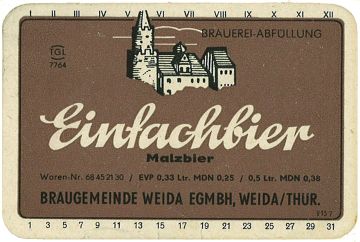 I II III IV V VI VII VIII IX X XI XII
BRAUEREI-ABFÜLLUNG
TGL
7764
Einfachbier
Malzbier
Waren-Nr. 68 45 21 30 / EVP 0,33 Ltr. MDN 0,25 / 0,5 Ltr. MDN 0,38
BRAUGEMEINDE WEIDA EGMBH, WEIDA/THÜR.
1 3 5 7 9 11 13 15 17 19 21 23 25 27 29 31